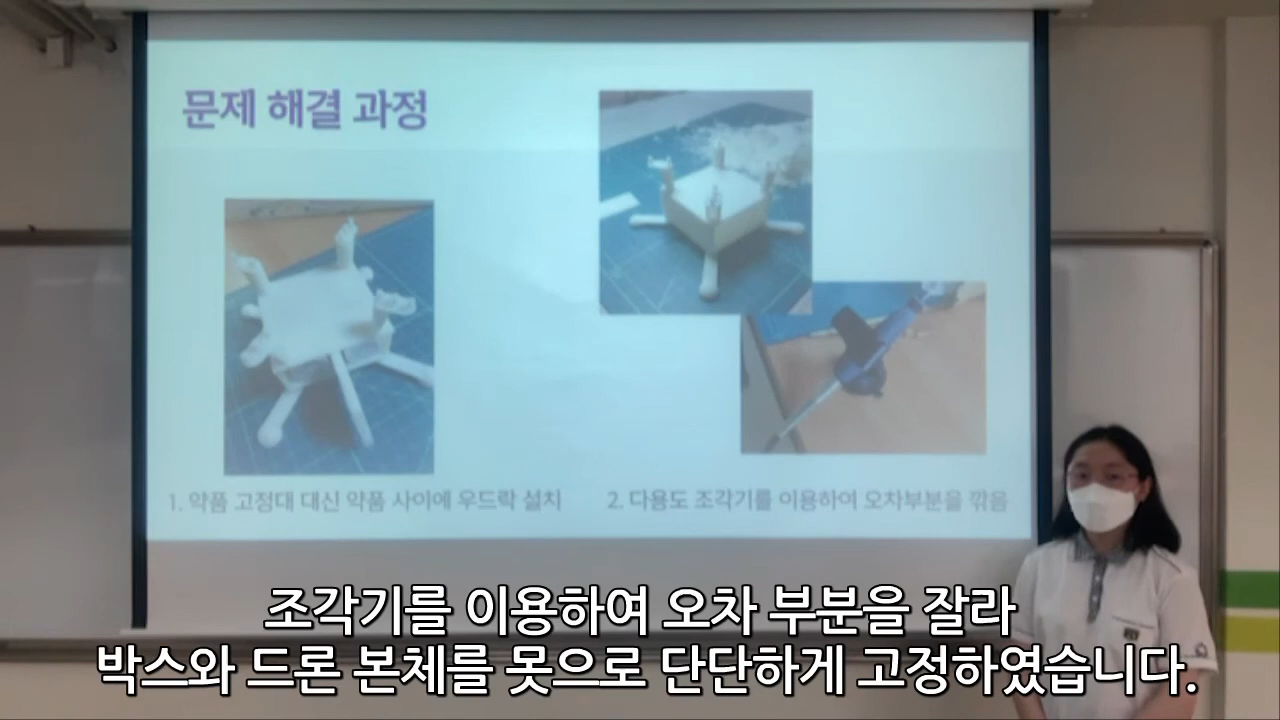 문제 해결 과정
1. 약품 고정대 대신 약품 사이에 우드락 설치
2. 다용도 조각기를 이용하여 오차부분을 깎음
조각기를 이용하여 오차 부분을 잘라
박스와 드론 본체를 못으로 단단하게 고정하였습니다.